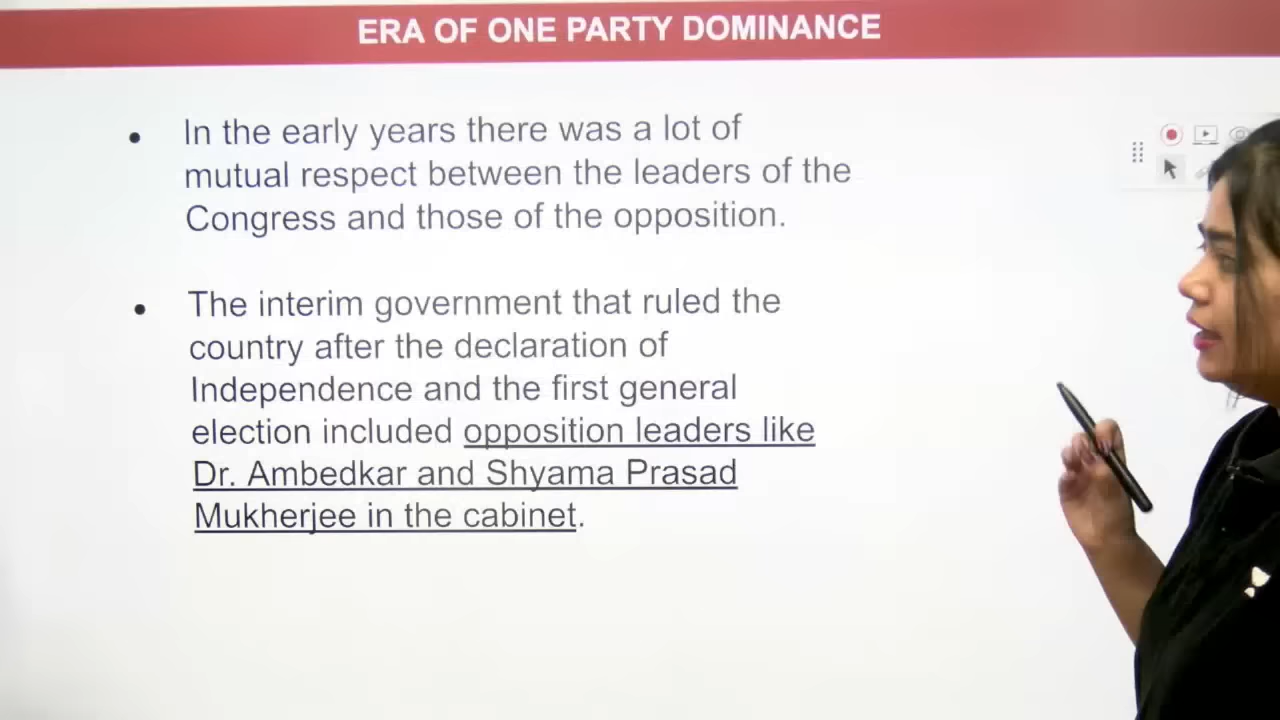 ERA OF ONE PARTY DOMINANCE
• In the early years there was a lot of
mutual respect between the leaders of the
Congress and those of the opposition.
• The interim government that ruled the
country after the declaration of
Independence and the first general
election included opposition leaders like
Dr. Ambedkar and Shyama Prasad
Mukherjee in the cabinet.